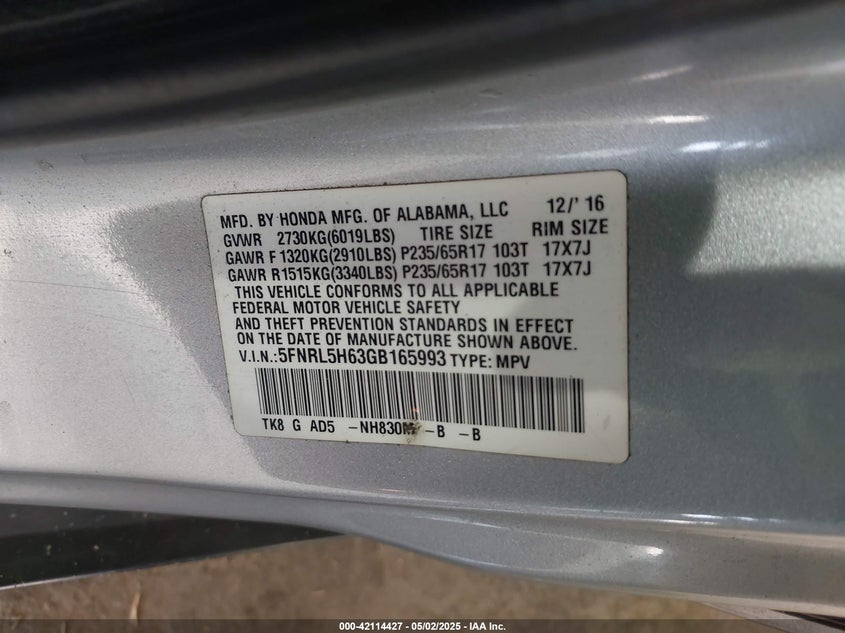 MFD. BY HONDA MFG. OF ALABAMA, LLC 12/' 16
GVWR 2730KG(6019LBS) TIRE SIZE RIM SIZE
GAWR F 1320KG(2910LBS) P235/65R17 103T 17X7J
GAWR R1515KG(3340LBS) P235/65R17 103T 17X7J
THIS VEHICLE CONFORMS TO ALL APPLICABLE
FEDERAL MOTOR VEHICLE SAFETY
AND THEFT PREVENTION STANDARDS IN EFFECT
ON THE DATE OF MANUFACTURE SHOWN ABOVE.
V.I.N.:5FNRL5H63GB165993 TYPE: MPV
TK8 G AD5 -NH830M -B -B
000-42114427 - 05/02/2025 - IAA Inc.